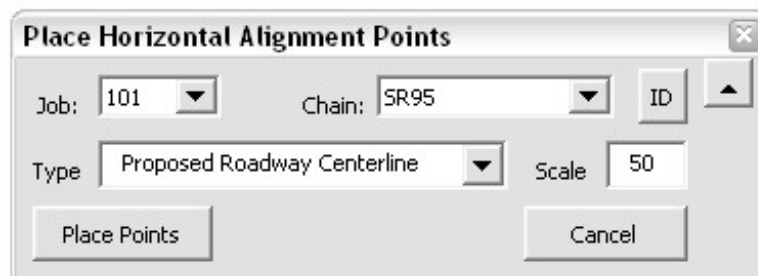 Place Horizontal Alignment Points
Job: 101 Chain: SR95 ID
Type Proposed Roadway Centerline Scale 50
Place Points Cancel